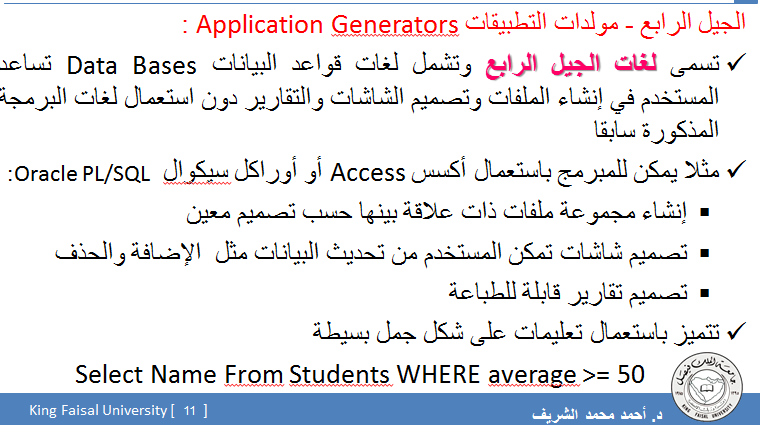 الجيل الرابع - مولدات التطبيقات Application Generators :
✓ تسمى لغات الجيل الرابع وتشمل لغات قواعد البيانات Data Bases تساعد
المستخدم في إنشاء الملفات وتصميم الشاشات والتقارير دون استعمال لغات البرمجة
المذكورة سابقا
✓ مثلا يمكن للمبرمج باستعمال أكسس Access أو أوراكل سيكوال Oracle PL/SQL:
▪ إنشاء مجموعة ملفات ذات علاقة بينها حسب تصميم معين
▪ تصميم شاشات تمكن المستخدم من تحديث البيانات مثل الإضافة والحذف
▪ تصميم تقارير قابلة للطباعة
✓ تتميز باستعمال تعليمات على شكل جمل بسيطة
Select Name From Students WHERE average >= 50
King Faisal University [ 11 ]
د. أحمد محمد الشريف
KING FAISAL UNIVERSITY